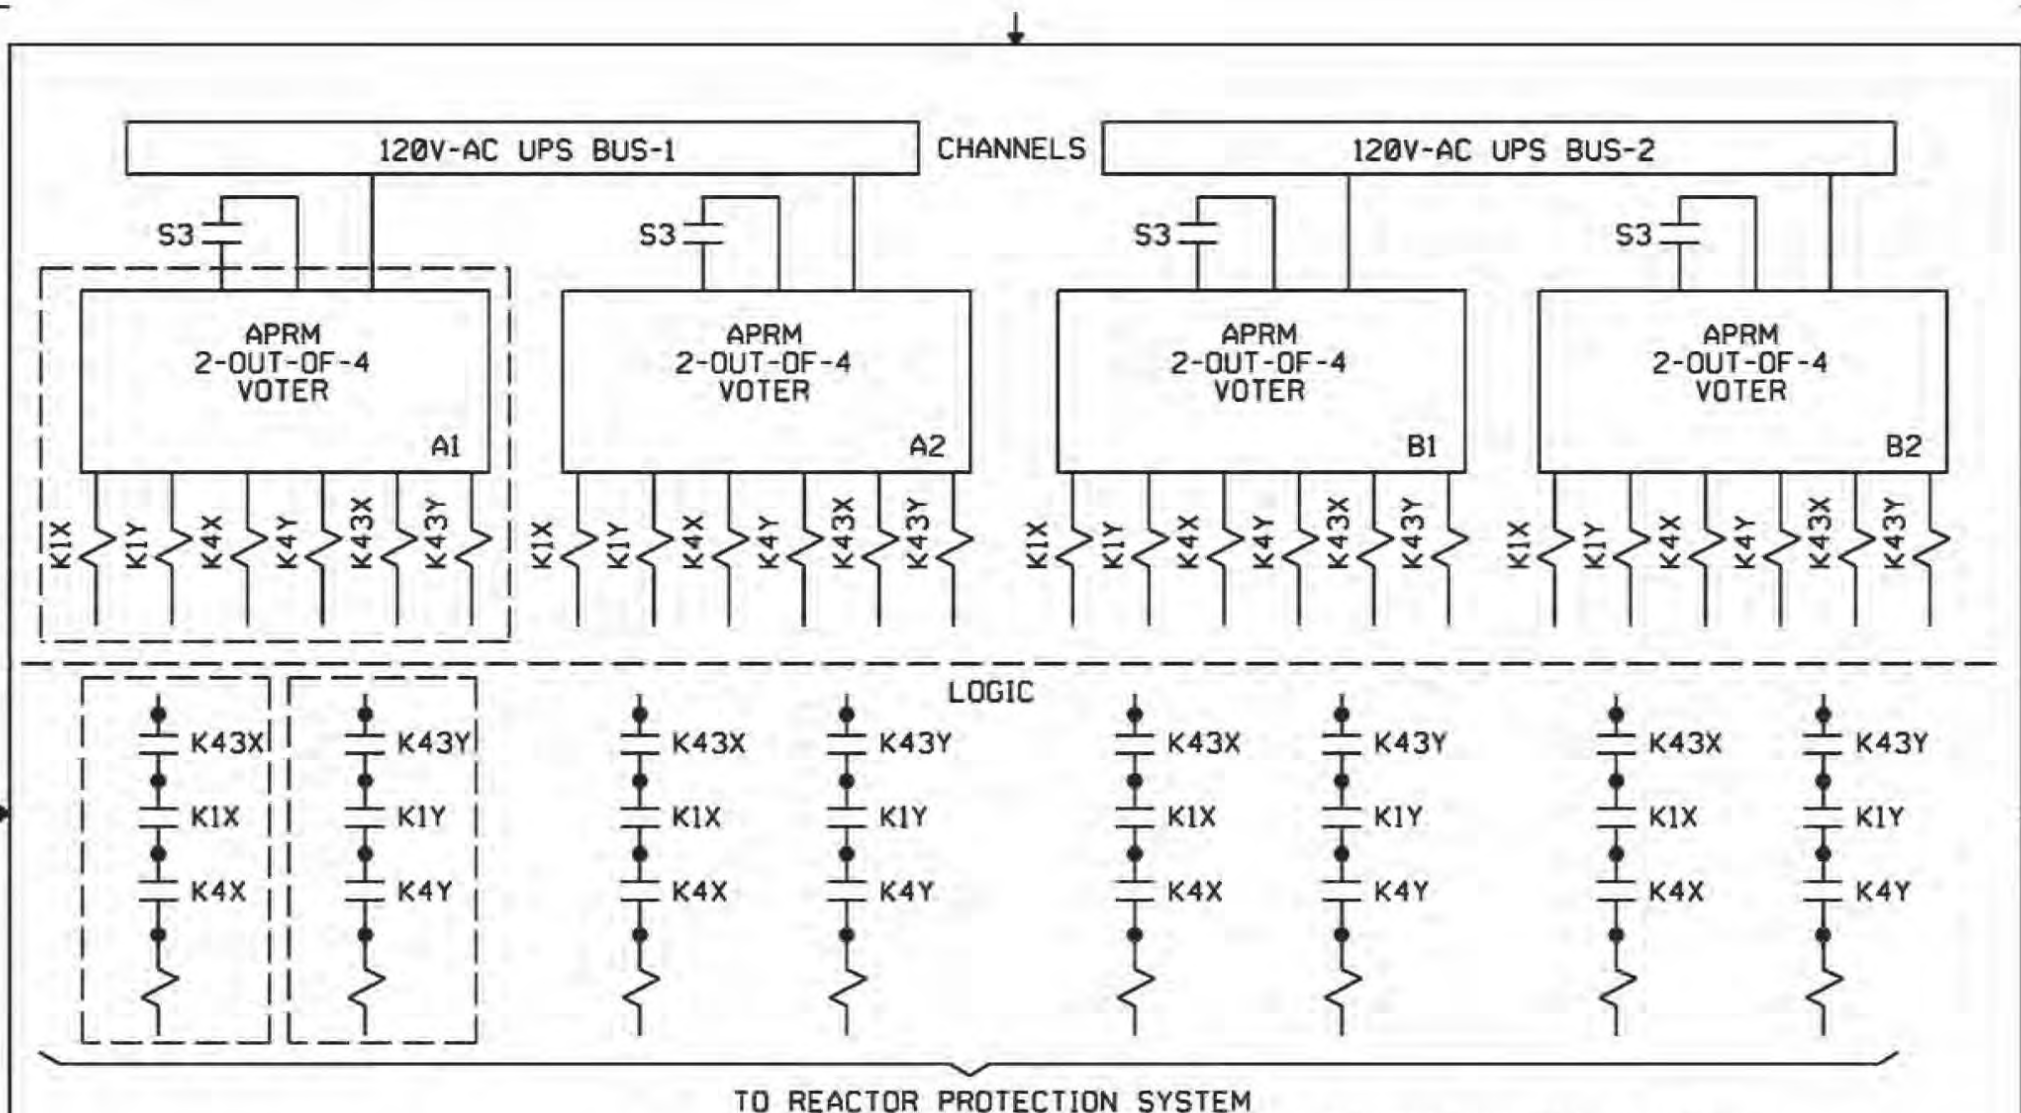 120V-AC UPS BUS-1 CHANNELS 120V-AC UPS BUS-2
S3 S3 S3 S3
APRM
2-OUT-OF-4
VOTER
A1
APRM
2-OUT-OF-4
VOTER
A2
APRM
2-OUT-OF-4
VOTER
B1
APRM
2-OUT-OF-4
VOTER
B2
K1X K1Y K4X K4Y K43X K43Y
K1X K1Y K4X K4Y K43X K43Y
K1X K1Y K4X K4Y K43X K43Y
K1X K1Y K4X K4Y K43X K43Y
LOGIC
K43X K43Y K43X K43Y K43X K43Y K43X K43Y
K1X K1Y K1X K1Y K1X K1Y K1X K1Y
K4X K4Y K4X K4Y K4X K4Y K4X K4Y
TO REACTOR PROTECTION SYSTEM